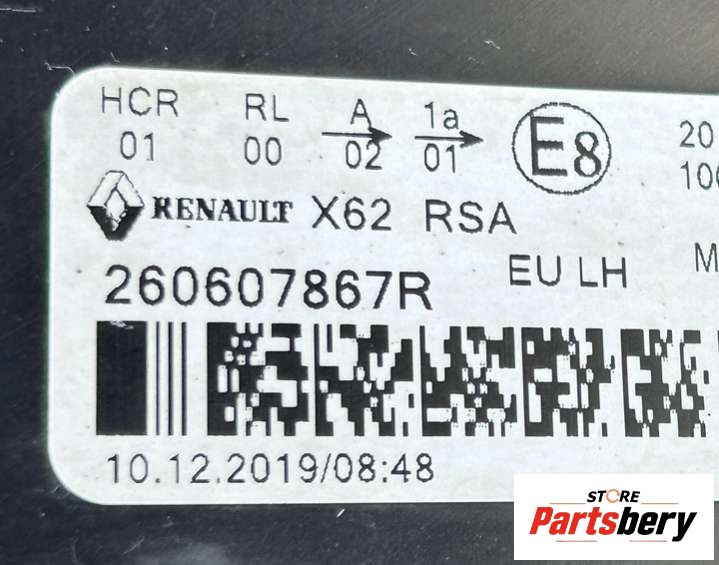 HCR RL A 1a E8 20
01 00 02 01
RENAULT X62 RSA
260607867R EU LH M
10.12.2019/08:48
STORE
Partsbery